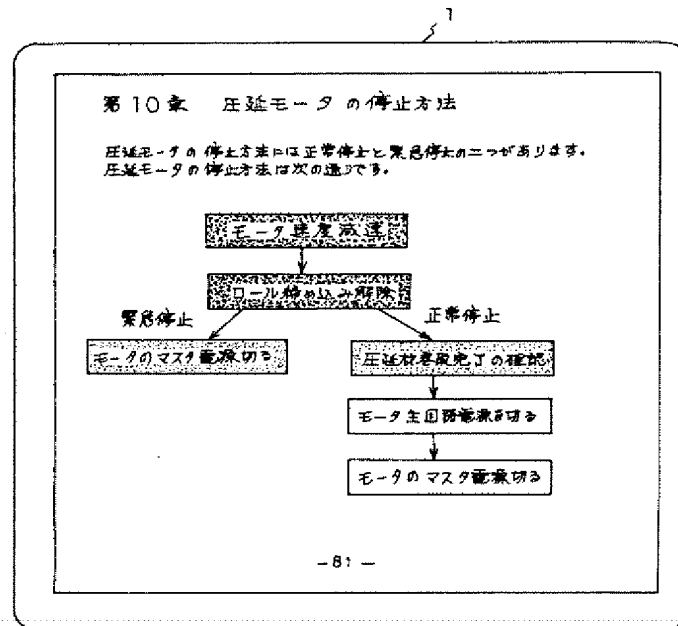 1
第10章 圧延モータの停止方法
圧延モータの停止方法には正常停止と緊急停止の二つがあります。
圧延モータの停止方法は次の通りです。
モータ速度減速
ロール締め込み解除
緊急停止
正常停止
モータのマスタ電源切る
圧延材巻取完了の確認
モータ主回路電源を切る
モータのマスタ電源切る
-81-